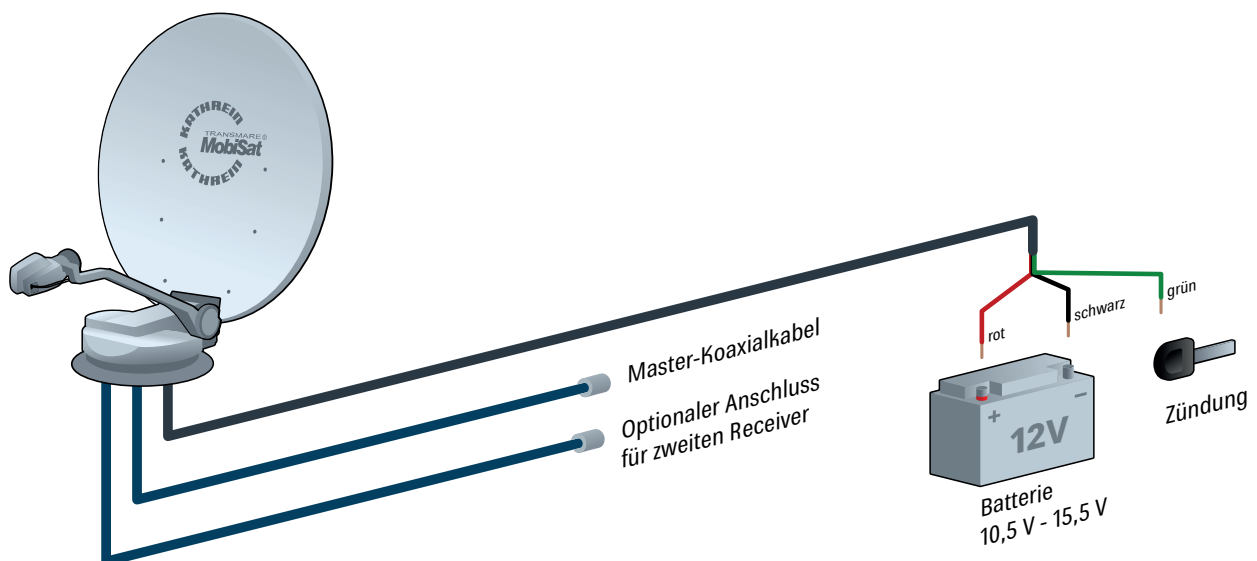 KATHREIN
TRANSMARE®
MobiSat
KATHREIN
Master-Koaxialkabel
Optionaler Anschluss
für zweiten Receiver
rot
schwarz
grün
+
−
12V
Batterie
10,5 V - 15,5 V
Zündung